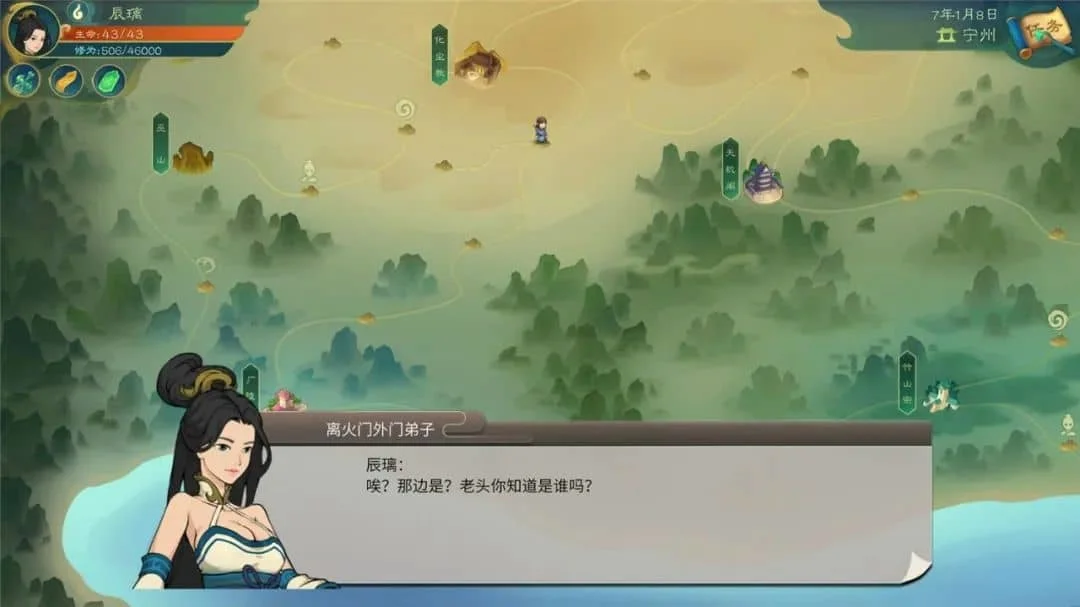 辰璃
生命:43/43
修为:506/46000
7年1月8日
宁州
任务
化尘教
巫山
天机阁
竹山宗
广
离火门外门弟子
辰璃：
唉？那边是？老头你知道是谁吗？